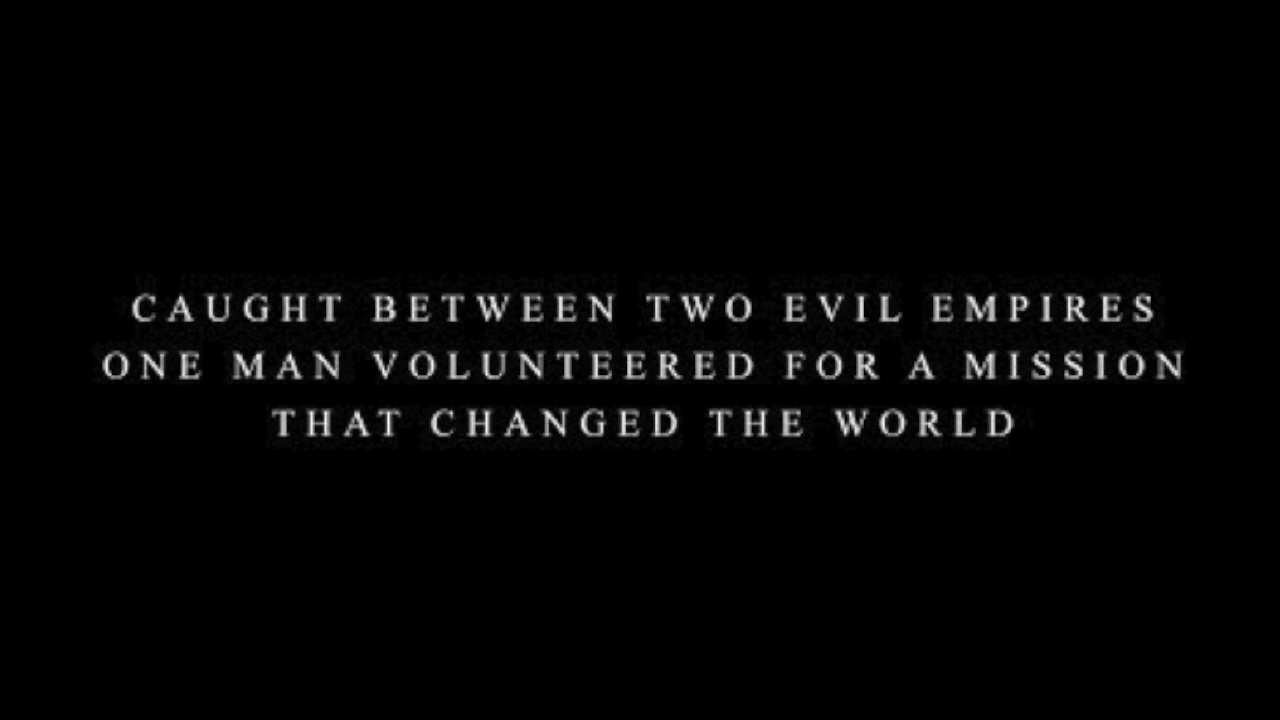 CAUGHT BETWEEN TWO EVIL EMPIRES
ONE MAN VOLUNTEERED FOR A MISSION
THAT CHANGED THE WORLD